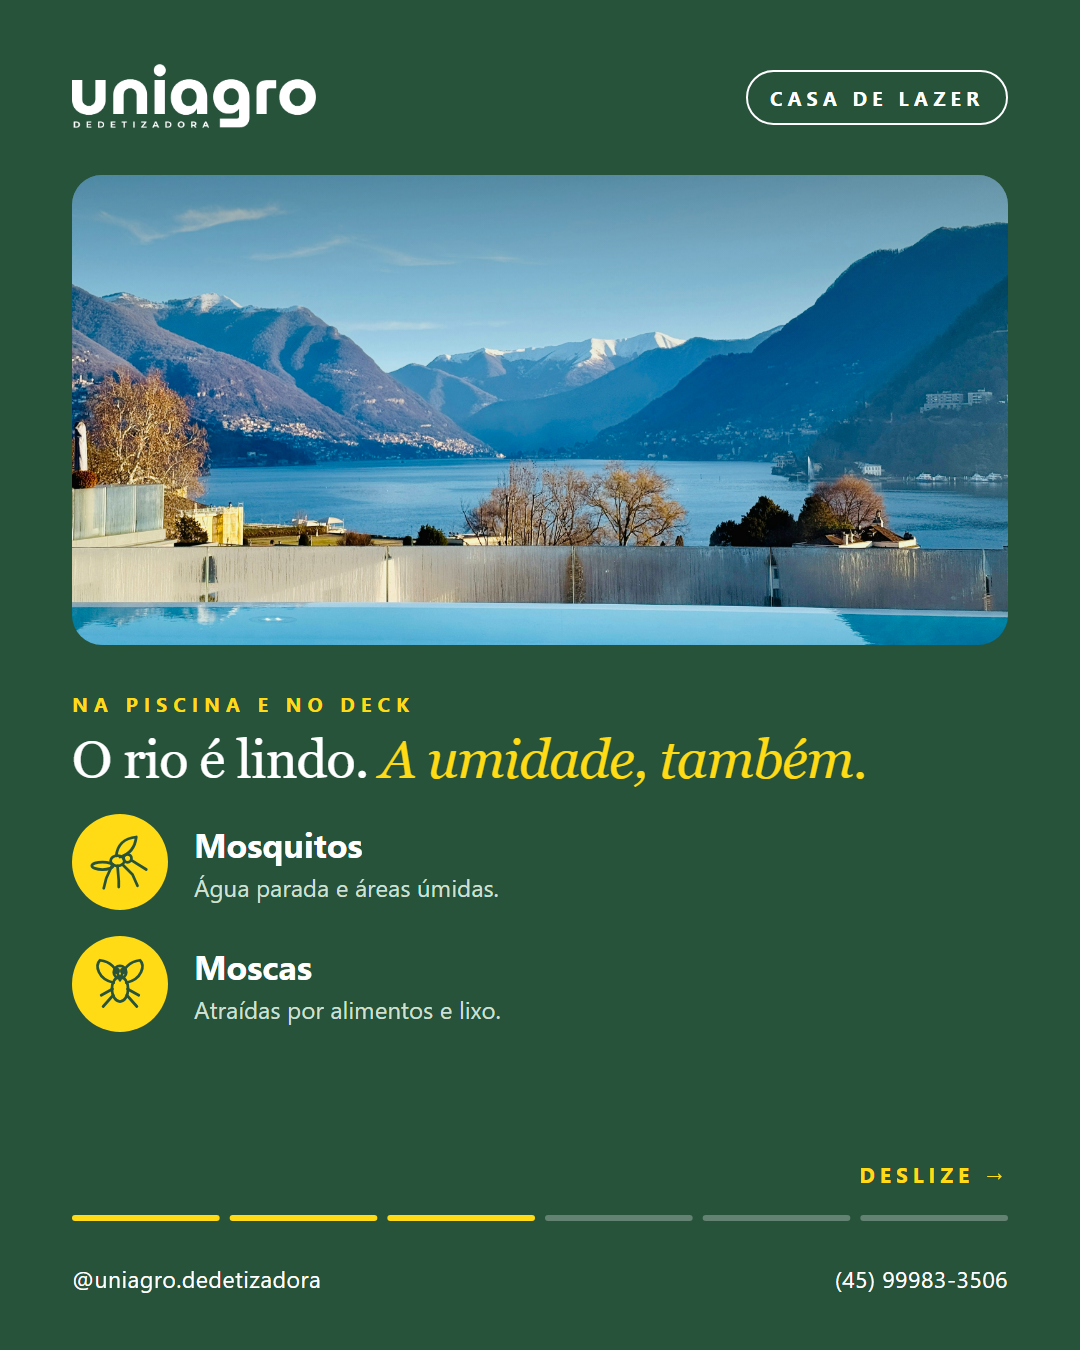 uniagro
DEDETIZADORA
CASA DE LAZER
NA PISCINA E NO DECK
O rio é lindo. A umidade, também.
Mosquitos
Água parada e áreas úmidas.
Moscas
Atraídas por alimentos e lixo.
DESLIZE →
@uniagro.dedetizadora
(45) 99983-3506